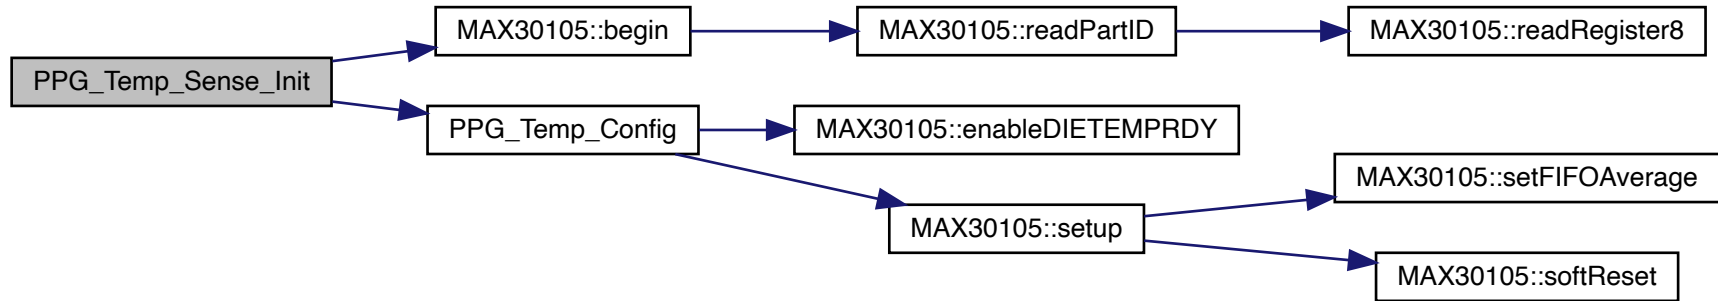 MAX30105::begin
MAX30105::readPartID
MAX30105::readRegister8
PPG_Temp_Sense_Init
PPG_Temp_Config
MAX30105::enableDIETEMPRDY
MAX30105::setFIFOAverage
MAX30105::setup
MAX30105::softReset